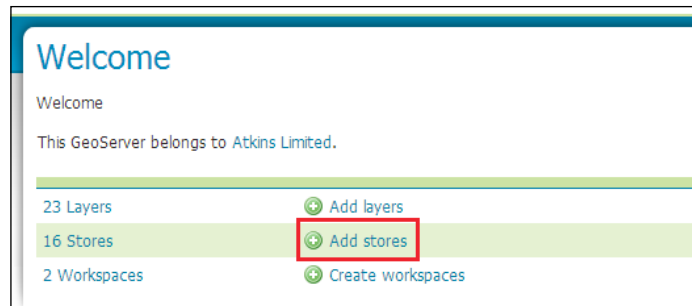 Welcome
Welcome
This GeoServer belongs to Atkins Limited.
23 Layers Add layers
16 Stores Add stores
2 Workspaces Create workspaces